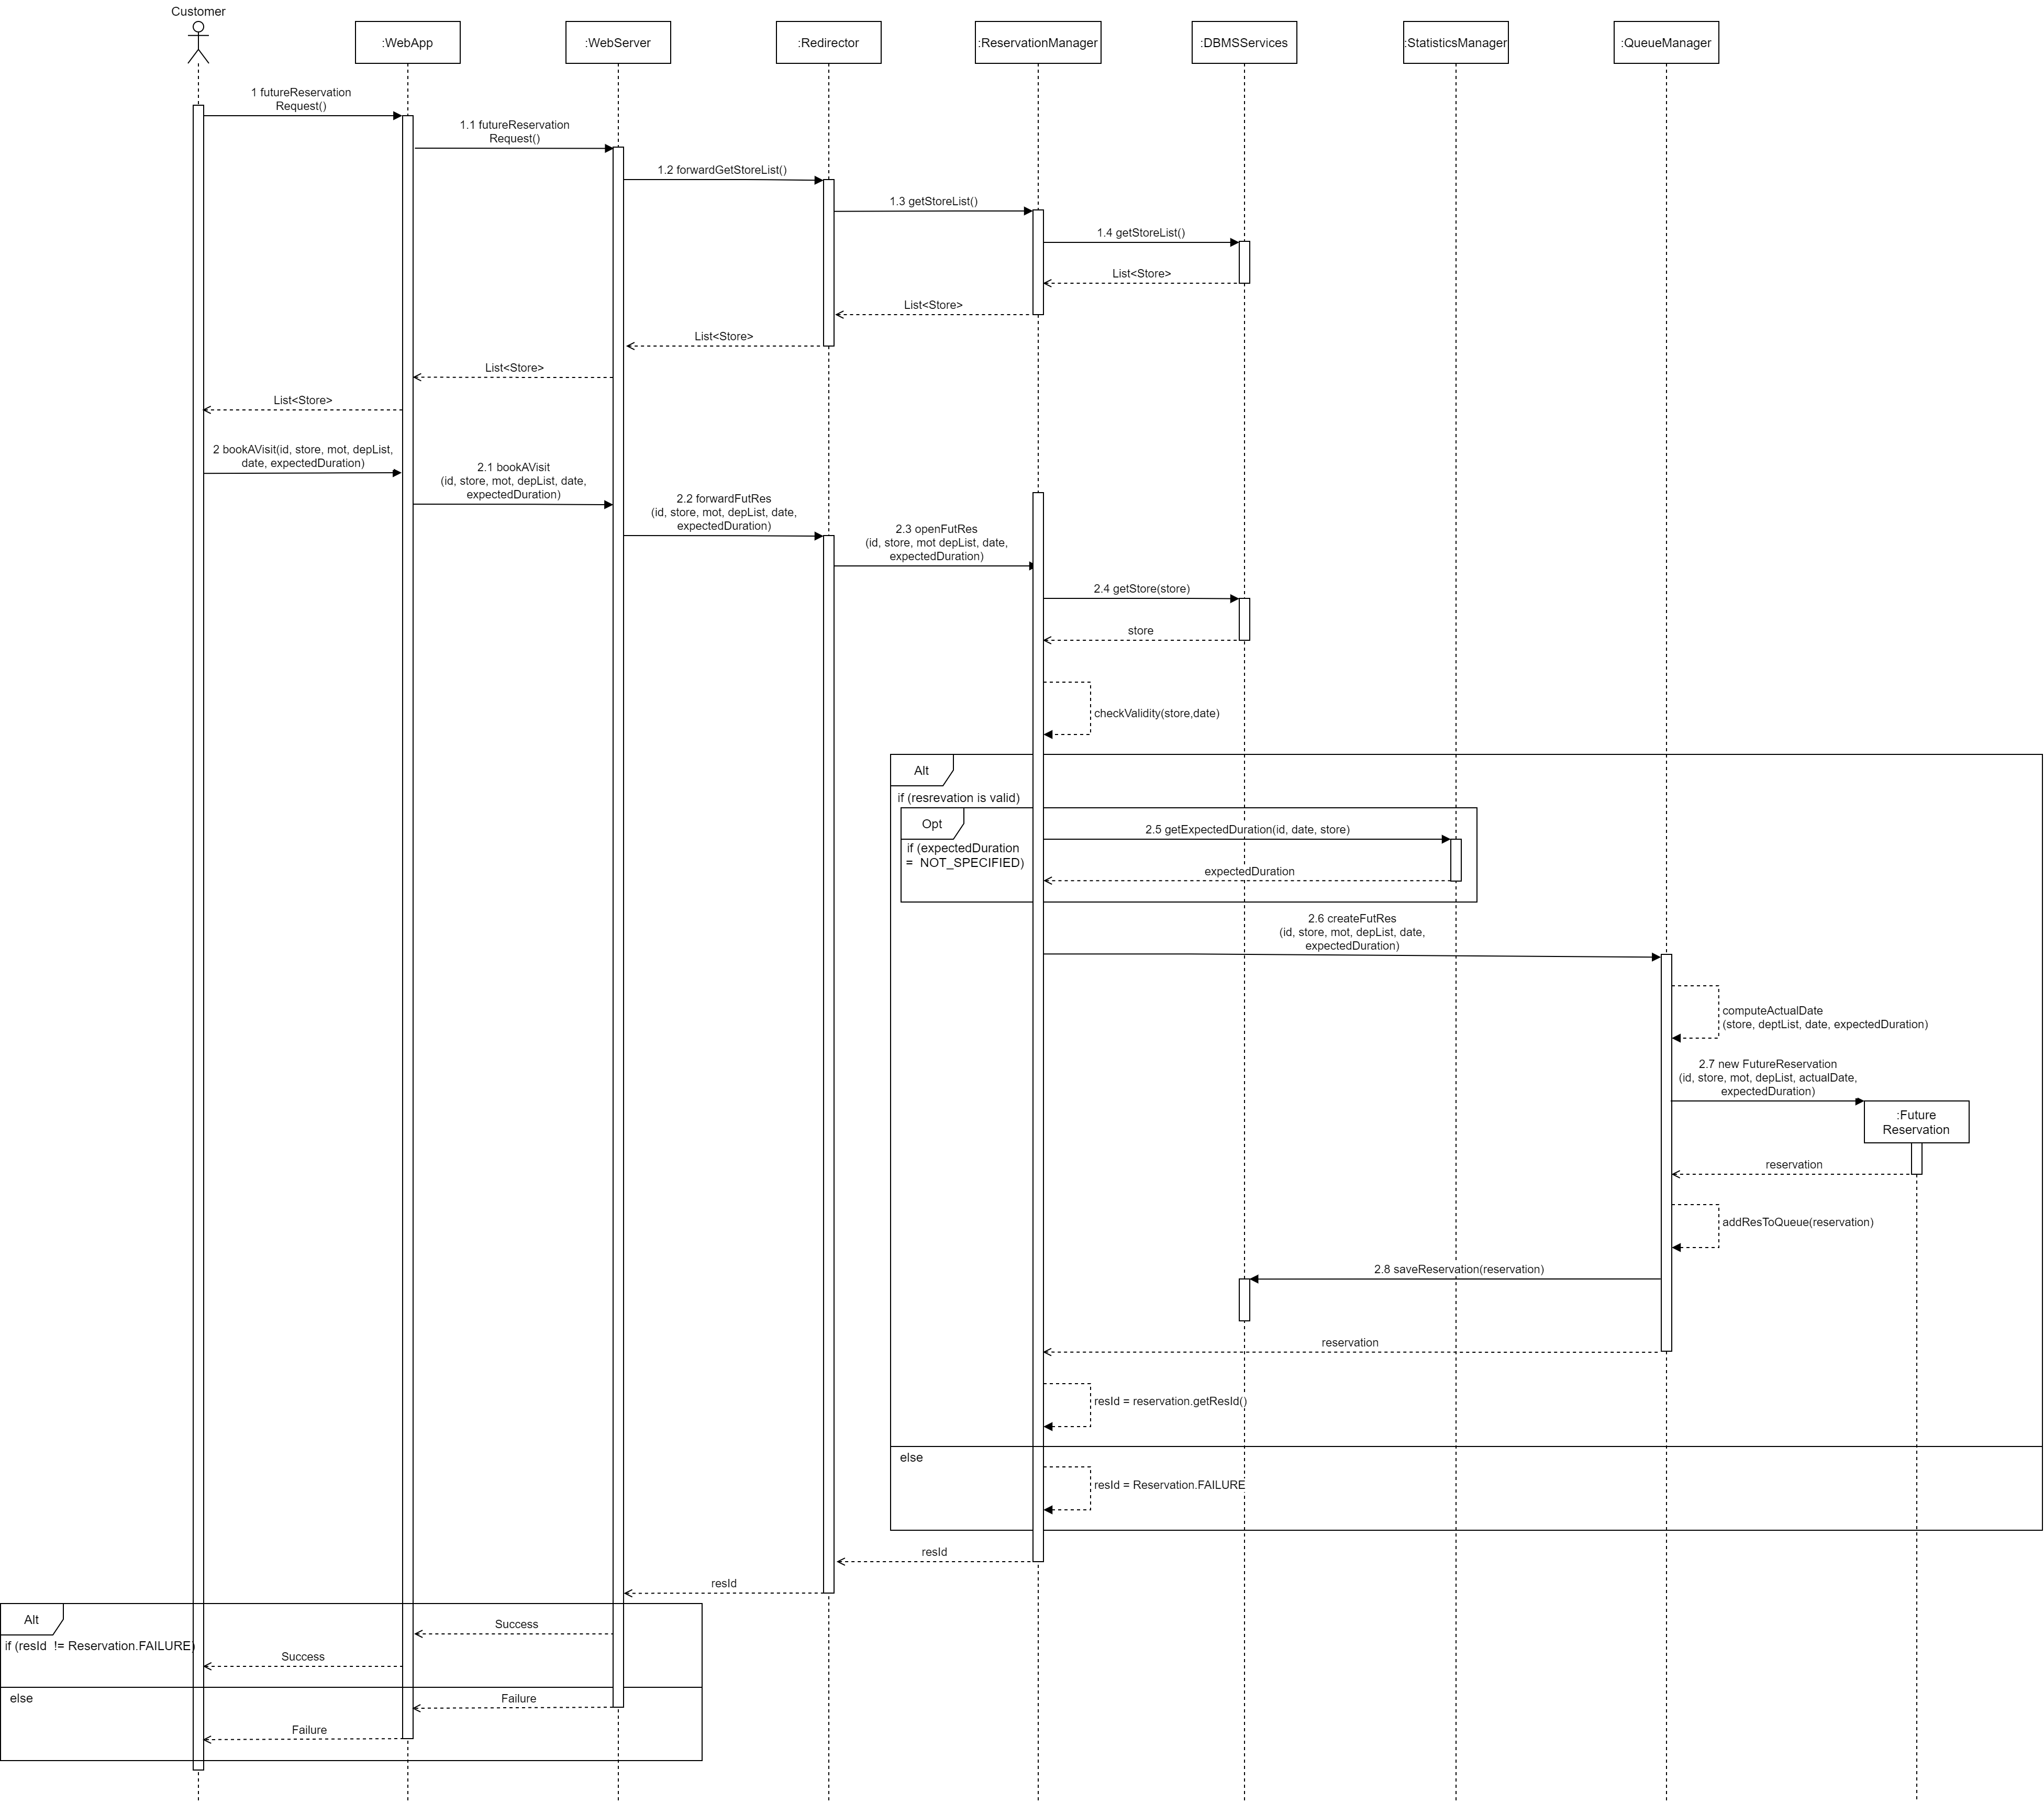 Customer
:WebApp
:WebServer
:Redirector
:ReservationManager
:DBMSServices
:StatisticsManager
:QueueManager
1 futureReservation
Request()
1.1 futureReservation
Request()
1.2 forwardGetStoreList()
1.3 getStoreList()
1.4 getStoreList()
List<Store>
List<Store>
List<Store>
List<Store>
List<Store>
2 bookAVisit(id, store, mot, depList,
date, expectedDuration)
2.1 bookAVisit
(id, store, mot, depList, date,
expectedDuration)
2.2 forwardFutRes
(id, store, mot, depList, date,
expectedDuration)
2.3 openFutRes
(id, store, mot depList, date,
expectedDuration)
2.4 getStore(store)
store
checkValidity(store,date)
Alt
if (resrevation is valid)
Opt
if (expectedDuration
= NOT_SPECIFIED)
2.5 getExpectedDuration(id, date, store)
expectedDuration
2.6 createFutRes
(id, store, mot, depList, date,
expectedDuration)
computeActualDate
(store, deptList, date, expectedDuration)
2.7 new FutureReservation
(id, store, mot, depList, actualDate,
expectedDuration)
:Future
Reservation
reservation
addResToQueue(reservation)
2.8 saveReservation(reservation)
reservation
resId = reservation.getResId()
else
resId = Reservation.FAILURE
resId
resId
Alt
if (resId != Reservation.FAILURE)
Success
Success
else
Failure
Failure